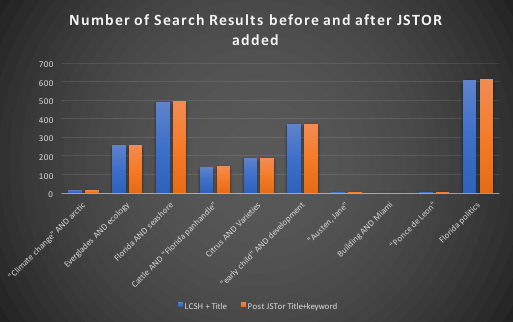 Number of Search Results before and after JSTOR
added
700
600
500
400
300
200
100
0
"Climate change" AND arctic
Everglades AND ecology
Florida AND seashore
Cattle AND "Florida panhandle"
Citrus AND Varieties
"early child" AND development
"Austen, Jane"
Building AND Miami
"Ponce de Leon"
Florida politics
LCSH + Title
Post JSTor Title+keyword